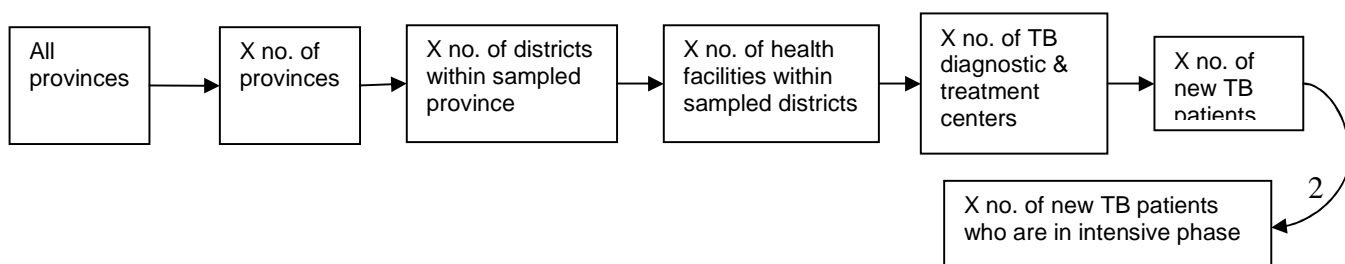 All
provinces
X no. of
provinces
X no. of districts
within sampled
province
X no. of health
facilities within
sampled districts
X no. of TB
diagnostic &
treatment
centers
X no. of
new TB
patients
2
X no. of new TB patients
who are in intensive phase